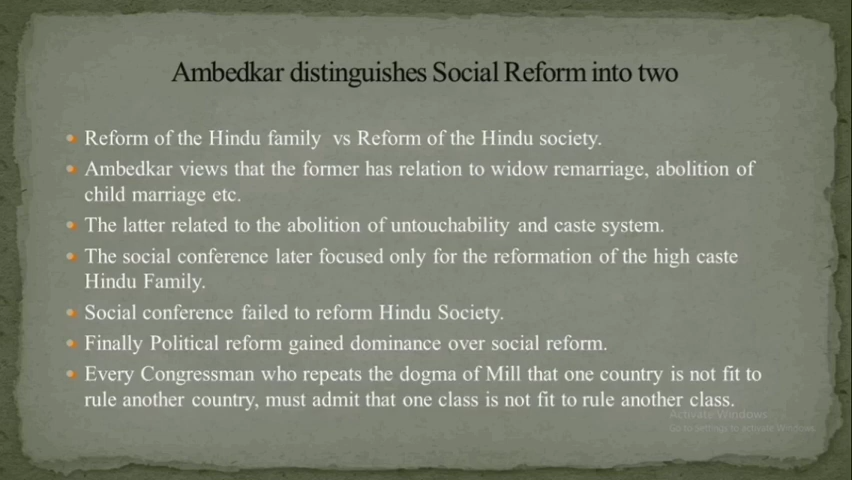 Ambedkar distinguishes Social Reform into two
Reform of the Hindu family vs Reform of the Hindu society.
Ambedkar views that the former has relation to widow remarriage, abolition of
child marriage etc.
The latter related to the abolition of untouchability and caste system.
The social conference later focused only for the reformation of the high caste
Hindu Family.
Social conference failed to reform Hindu Society.
Finally Political reform gained dominance over social reform.
Every Congressman who repeats the dogma of Mill that one country is not fit to
rule another country, must admit that one class is not fit to rule another class.
Activate Windows
Go to Settings to activate Windows.